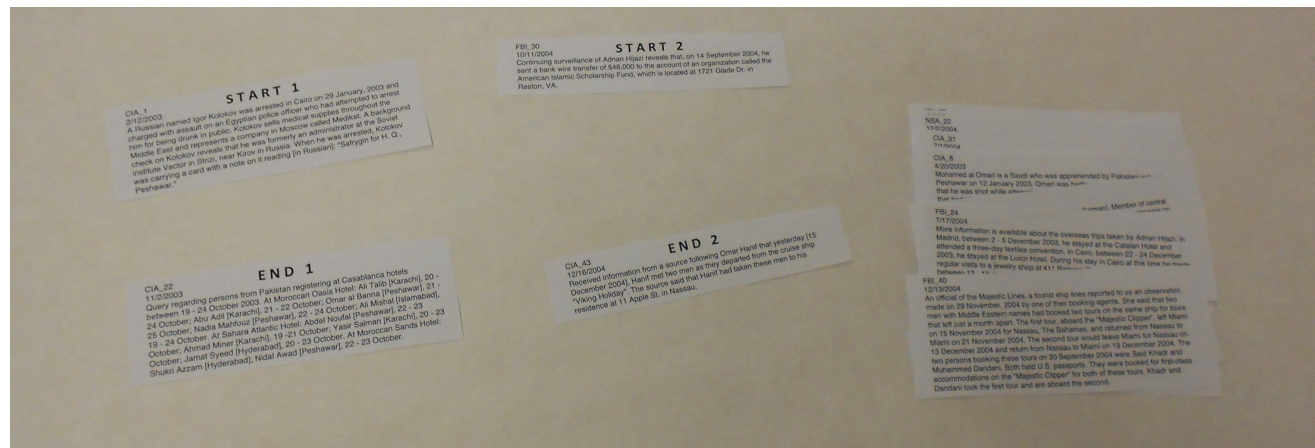 START 1
CIA_1
2/12/2003
A Russian named Igor Kolokov was arrested in Cairo on 29 January, 2003 and
charged with assault on an Egyptian police officer who had attempted to arrest
him for being drunk in public. Kolokov sells medical supplies throughout the
Middle East and represents a company in Moscow called Medikat. A background
check on Kolokov reveals that he was formerly an administrator at the Soviet
institute Vector in Strizi, near Kirov in Russia. When he was arrested, Kolokov
was carrying a card with a note on it reading [in Russian]: "Safrygin for H. Q.,
Peshawar."
START 2
FBI_30
10/11/2004
Continuing surveillance of Adnan Hijazi reveals that, on 14 September 2004, he
sent a bank wire transfer of $48,000 to the account of an organization called the
American Islamic Scholarship Fund, which is located at 1721 Glade Dr. in
Reston, VA.
END 1
CIA_22
11/2/2003
Query regarding persons from Pakistan registering at Casablanca hotels
between 19 - 24 October 2003. At Moroccan Oasis Hotel: Ali Talib [Karachi], 20 -
24 October; Abu Adil [Karachi], 21 - 22 October; Omar al Banna [Peshawar], 21 -
25 October; Nadia Mahfouz [Peshawar], 22 - 24 October; Ali Mishal [Islamabad],
19 - 24 October. At Sahara Atlantic Hotel: Abdel Noufal [Peshawar], 22 - 23
October; Ahmad Miner [Karachi], 19 -21 October; Yasir Salman [Karachi], 20 - 23
October; Jamat Syeed [Hyderabad], 20 - 23 October. At Moroccan Sands Hotel:
Shukri Azzam [Hyderabad]; Nidal Awad [Peshawar], 22 - 23 October.
END 2
CIA_43
12/16/2004
Received information from a source following Omar Hanif that yesterday [15
December 2004], Hanif met two men as they departed from the cruise ship
"Viking Holiday". The source said that Hanif had taken these men to his
residence at 11 Apple St. in Nassau.
NSA_22
CIA_31
CIA_8
4/20/2003
Mohamed al Omari is a Saudi who was apprehended by
Peshawar on 12 January 2003. Omari was
that he was shot while
that
Member of central
FBI_24
7/17/2004
More information is available about the overseas trips taken by Adnan Hijazi. In
Madrid, between 2 - 5 December 2003, he stayed at the Catalan Hotel and
attended a three-day textiles convention. In Cairo, between 22 - 24 December
2003, he stayed at the Luxor Hotel. During his stay in Cairo at this time he made
regular visits to a jewelry shop at 411
between
FBI_40
12/13/2004
An official of the Majestic Lines, a tourist ship lines reported to us an observation
made on 29 November, 2004 by one of their booking agents. She said that two
men with Middle Eastern names had booked two tours on the same ship for tours
that left just a month apart. The first tour, aboard the "Majestic Clipper", left Miami
on 15 November 2004 for Nassau, The Bahamas, and returned from Nassau to
Miami on 21 November 2004. The second tour would leave Miami for Nassau on
13 December 2004 and return from Nassau to Miami on 19 December 2004. The
two persons booking these tours on 20 September 2004 were Said Khadr and
Muhammed Dandani. Both held U.S. passports. They were booked for first-class
accommodations on the "Majestic Clipper" for both of these tours. Khadr and
Dandani took the first tour and are aboard the second.